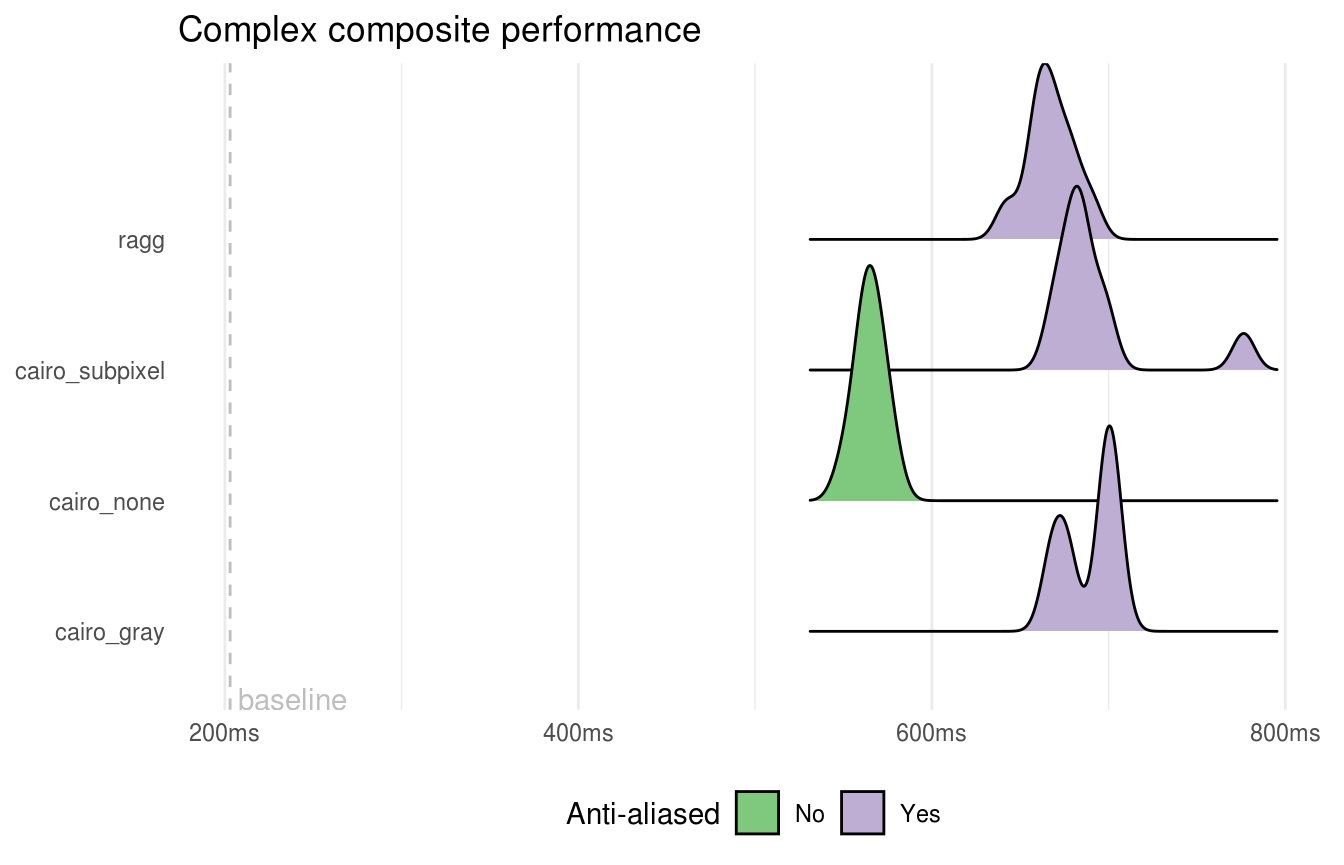 Complex composite performance
ragg
cairo_subpixel
cairo_none
cairo_gray
baseline
200ms 400ms 600ms 800ms
Anti-aliased No Yes